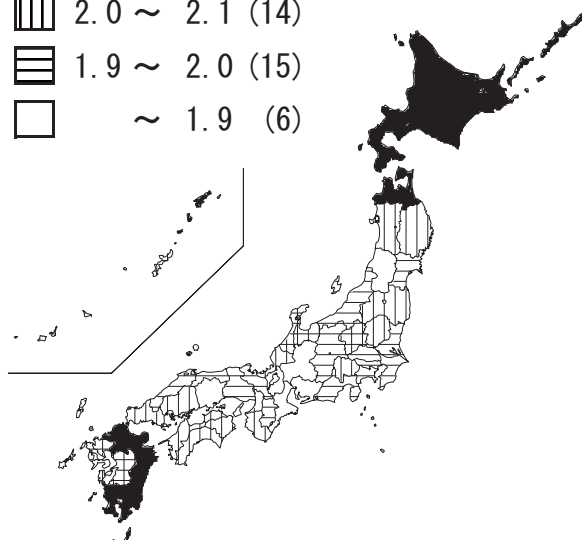 2.0 ～ 2.1 (14)
1.9 ～ 2.0 (15)
～ 1.9 (6)